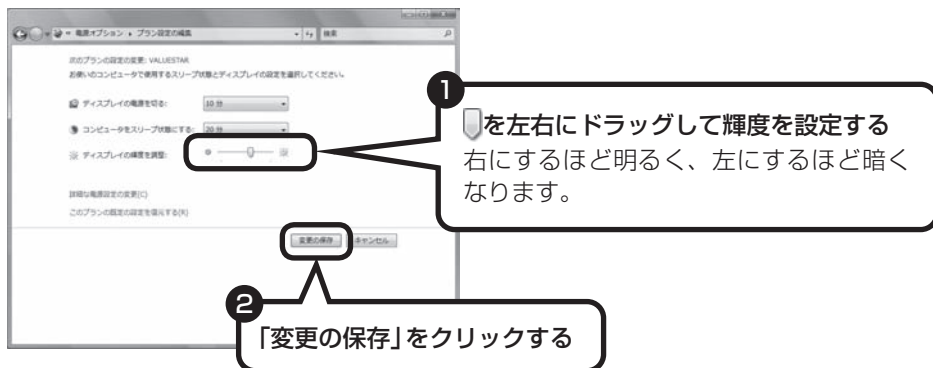 電源オプション ▸ プラン設定の編集
検索
次のプランの設定の変更: VALUESTAR
お使いのコンピュータで使用するスリープ状態とディスプレイの設定を選択してください。
ディスプレイの電源を切る: 10 分
コンピュータをスリープ状態にする: 20 分
ディスプレイの輝度を調整:
詳細な電源設定の変更(C)
このプランの既定の設定を復元する(R)
変更の保存 キャンセル
1
を左右にドラッグして輝度を設定する
右にするほど明るく、左にするほど暗く
なります。
2
「変更の保存」をクリックする